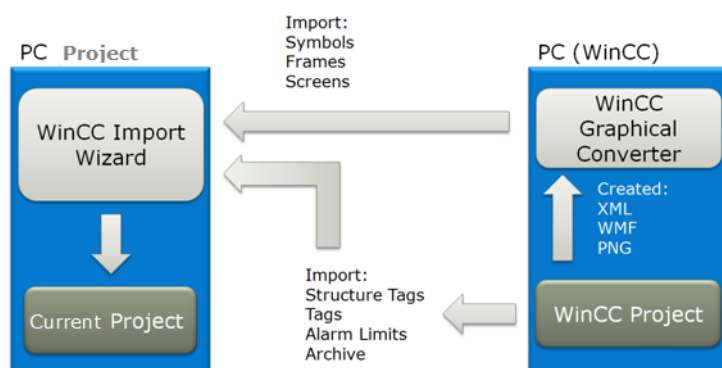 PC Project
WinCC Import
Wizard
Current Project
Import:
Symbols
Frames
Screens
Import:
Structure Tags
Tags
Alarm Limits
Archive
PC (WinCC)
WinCC
Graphical
Converter
Created:
XML
WMF
PNG
WinCC Project